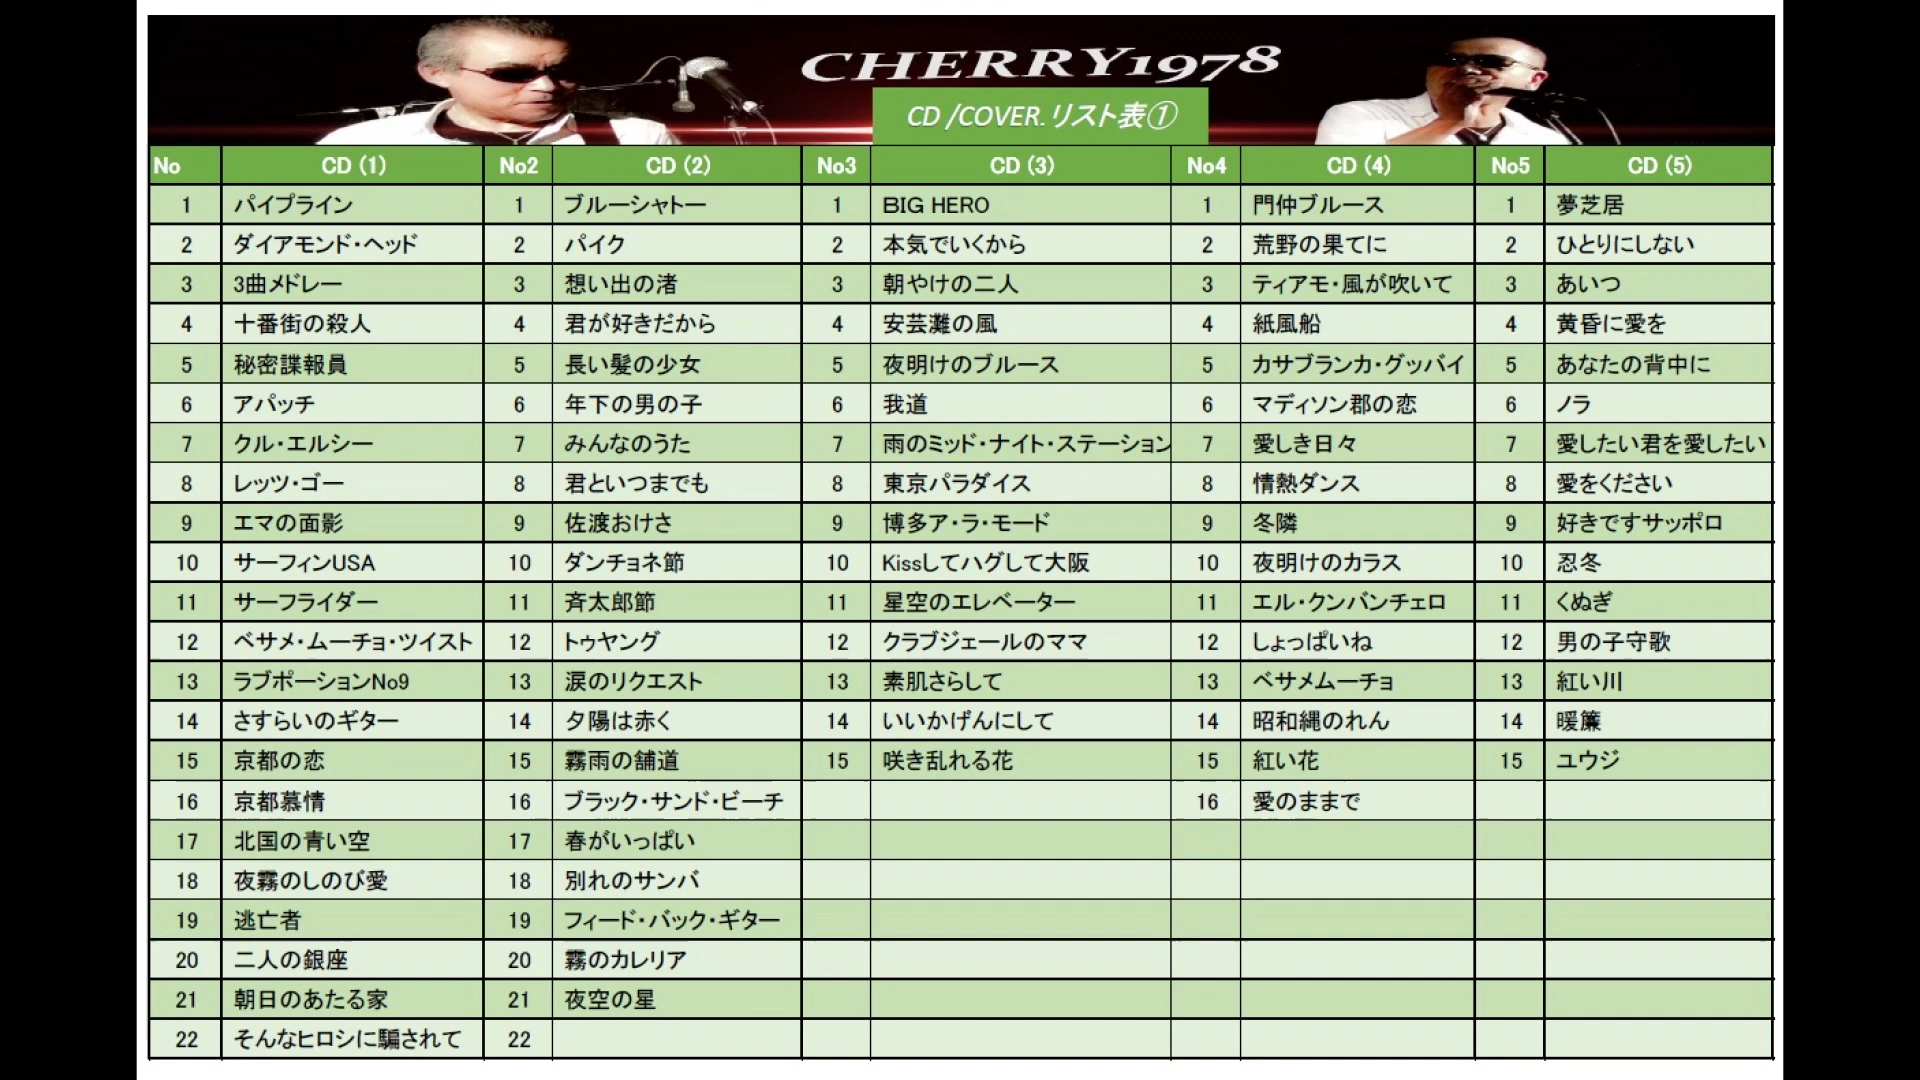 CHERRY1978
CD /COVER.リスト表①
No CD (1) No2 CD (2) No3 CD (3) No4 CD (4) No5 CD (5)
1 パイプライン 1 ブルーシャトー 1 BIG HERO 1 門仲ブルース 1 夢芝居
2 ダイアモンド・ヘッド 2 パイク 2 本気でいくから 2 荒野の果てに 2 ひとりにしない
3 3曲メドレー 3 想い出の渚 3 朝やけの二人 3 ティアモ・風が吹いて 3 あいつ
4 十番街の殺人 4 君が好きだから 4 安芸灘の風 4 紙風船 4 黄昏に愛を
5 秘密諜報員 5 長い髪の少女 5 夜明けのブルース 5 カサブランカ・グッバイ 5 あなたの背中に
6 アパッチ 6 年下の男の子 6 我道 6 マディソン郡の恋 6 ノラ
7 クル・エルシー 7 みんなのうた 7 雨のミッド・ナイト・ステーション 7 愛しき日々 7 愛したい君を愛したい
8 レッツ・ゴー 8 君といつまでも 8 東京パラダイス 8 情熱ダンス 8 愛をください
9 エマの面影 9 佐渡おけさ 9 博多ア・ラ・モード 9 冬隣 9 好きですサッポロ
10 サーフィンUSA 10 ダンチョネ節 10 Kissしてハグして大阪 10 夜明けのカラス 10 忍冬
11 サーフライダー 11 斉太郎節 11 星空のエレベーター 11 エル・クンバンチェロ 11 くぬぎ
12 ベサメ・ムーチョ・ツイスト 12 トゥヤング 12 クラブジェールのママ 12 しょっぱいね 12 男の子守歌
13 ラブポーションNo9 13 涙のリクエスト 13 素肌さらして 13 ベサメムーチョ 13 紅い川
14 さすらいのギター 14 夕陽は赤く 14 いいかげんにして 14 昭和縄のれん 14 暖簾
15 京都の恋 15 霧雨の舗道 15 咲き乱れる花 15 紅い花 15 ユウジ
16 京都慕情 16 ブラック・サンド・ビーチ 16 愛のままで
17 北国の青い空 17 春がいっぱい
18 夜霧のしのび愛 18 別れのサンバ
19 逃亡者 19 フィード・バック・ギター
20 二人の銀座 20 霧のカレリア
21 朝日のあたる家 21 夜空の星
22 そんなヒロシに騙されて 22